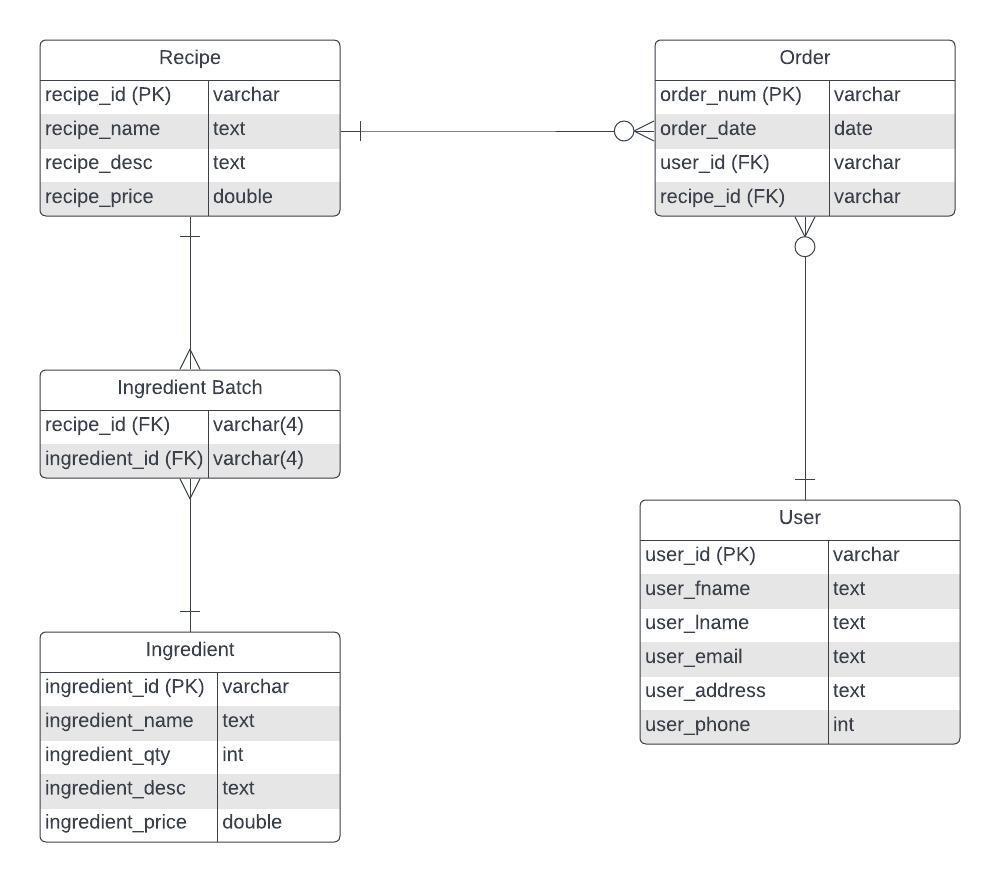 Recipe
recipe_id (PK) varchar
recipe_name text
recipe_desc text
recipe_price double
Order
order_num (PK) varchar
order_date date
user_id (FK) varchar
recipe_id (FK) varchar
Ingredient Batch
recipe_id (FK) varchar(4)
ingredient_id (FK) varchar(4)
User
user_id (PK) varchar
user_fname text
user_lname text
user_email text
user_address text
user_phone int
Ingredient
ingredient_id (PK) varchar
ingredient_name text
ingredient_qty int
ingredient_desc text
ingredient_price double